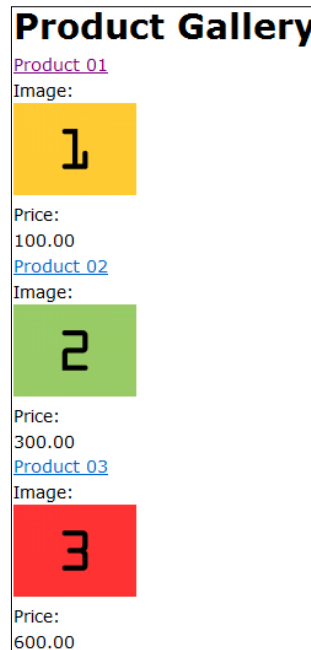 Product Gallery
Product 01
Image:
1
Price:
100.00
Product 02
Image:
2
Price:
300.00
Product 03
Image:
3
Price:
600.00